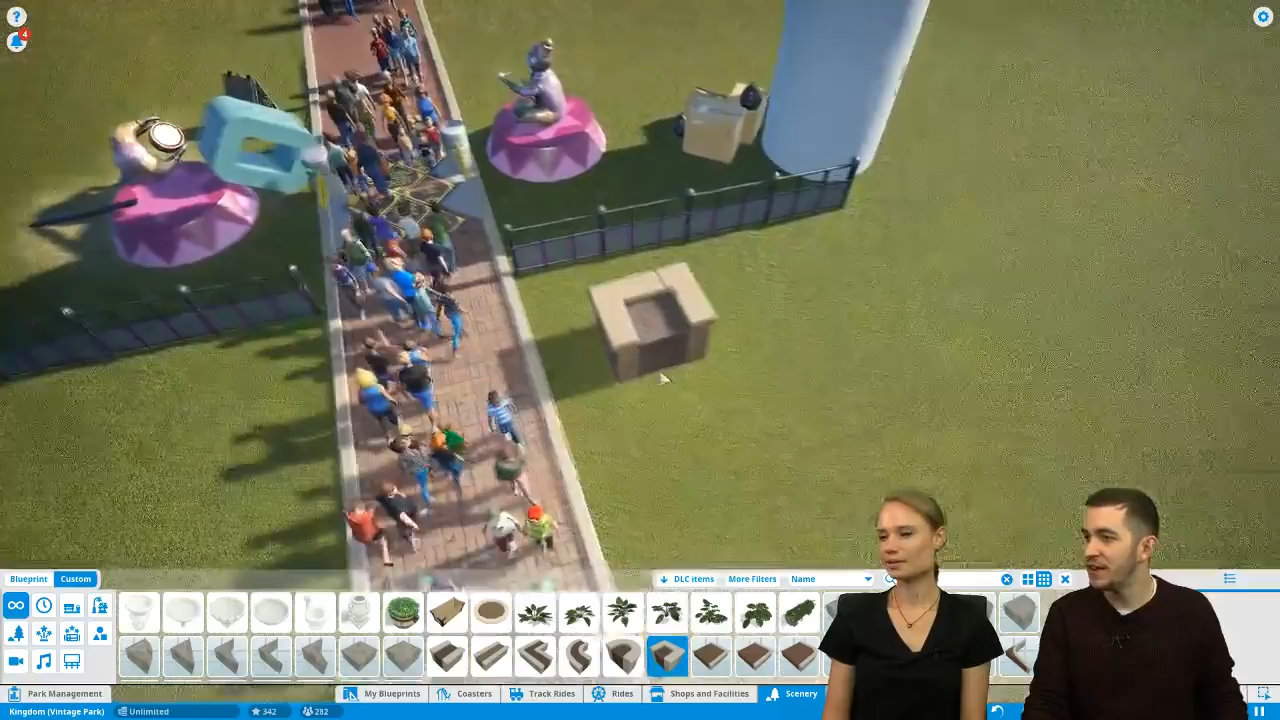 ?
4
Blueprint
Custom
DLC items
More Filters
Name
Park Management
My Blueprints
Coasters
Track Rides
Rides
Shops and Facilities
Scenery
Kingdom (Vintage Park)
Unlimited
342
282